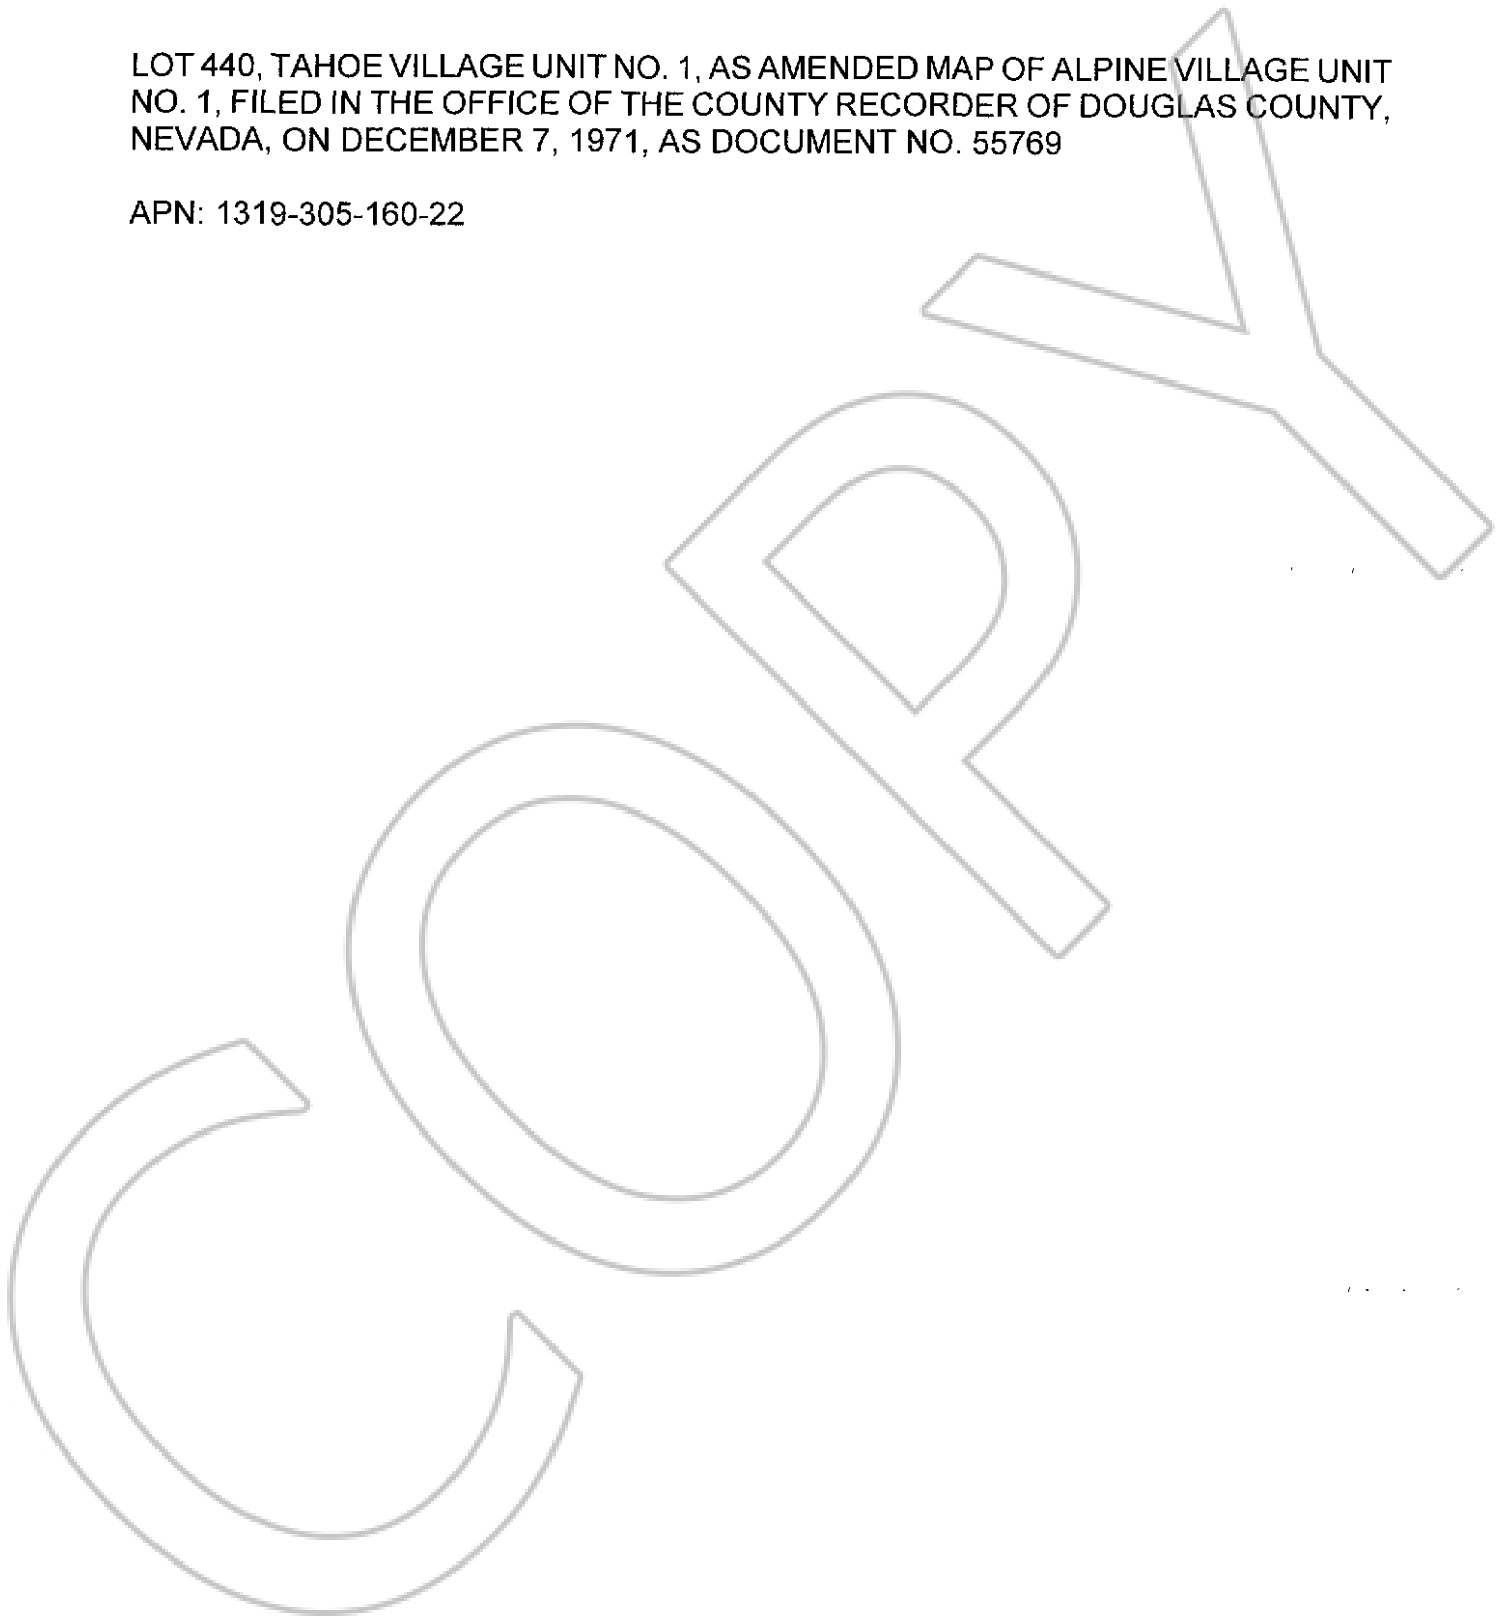 LOT 440, TAHOE VILLAGE UNIT NO. 1, AS AMENDED MAP OF ALPINE VILLAGE UNIT
NO. 1, FILED IN THE OFFICE OF THE COUNTY RECORDER OF DOUGLAS COUNTY,
NEVADA, ON DECEMBER 7, 1971, AS DOCUMENT NO. 55769
APN: 1319-305-160-22
COPY